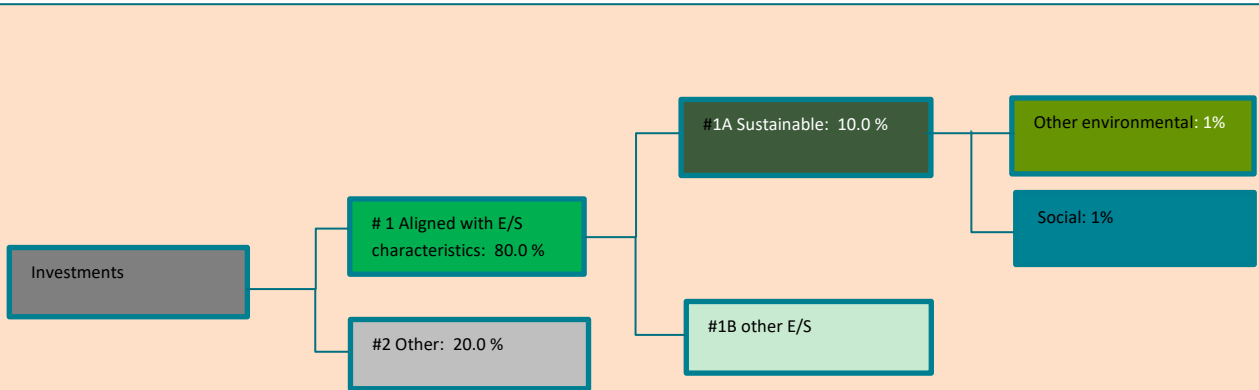 Investments
# 1 Aligned with E/S
characteristics: 80.0 %
#2 Other: 20.0 %
#1A Sustainable: 10.0 %
#1B other E/S
Other environmental: 1%
Social: 1%